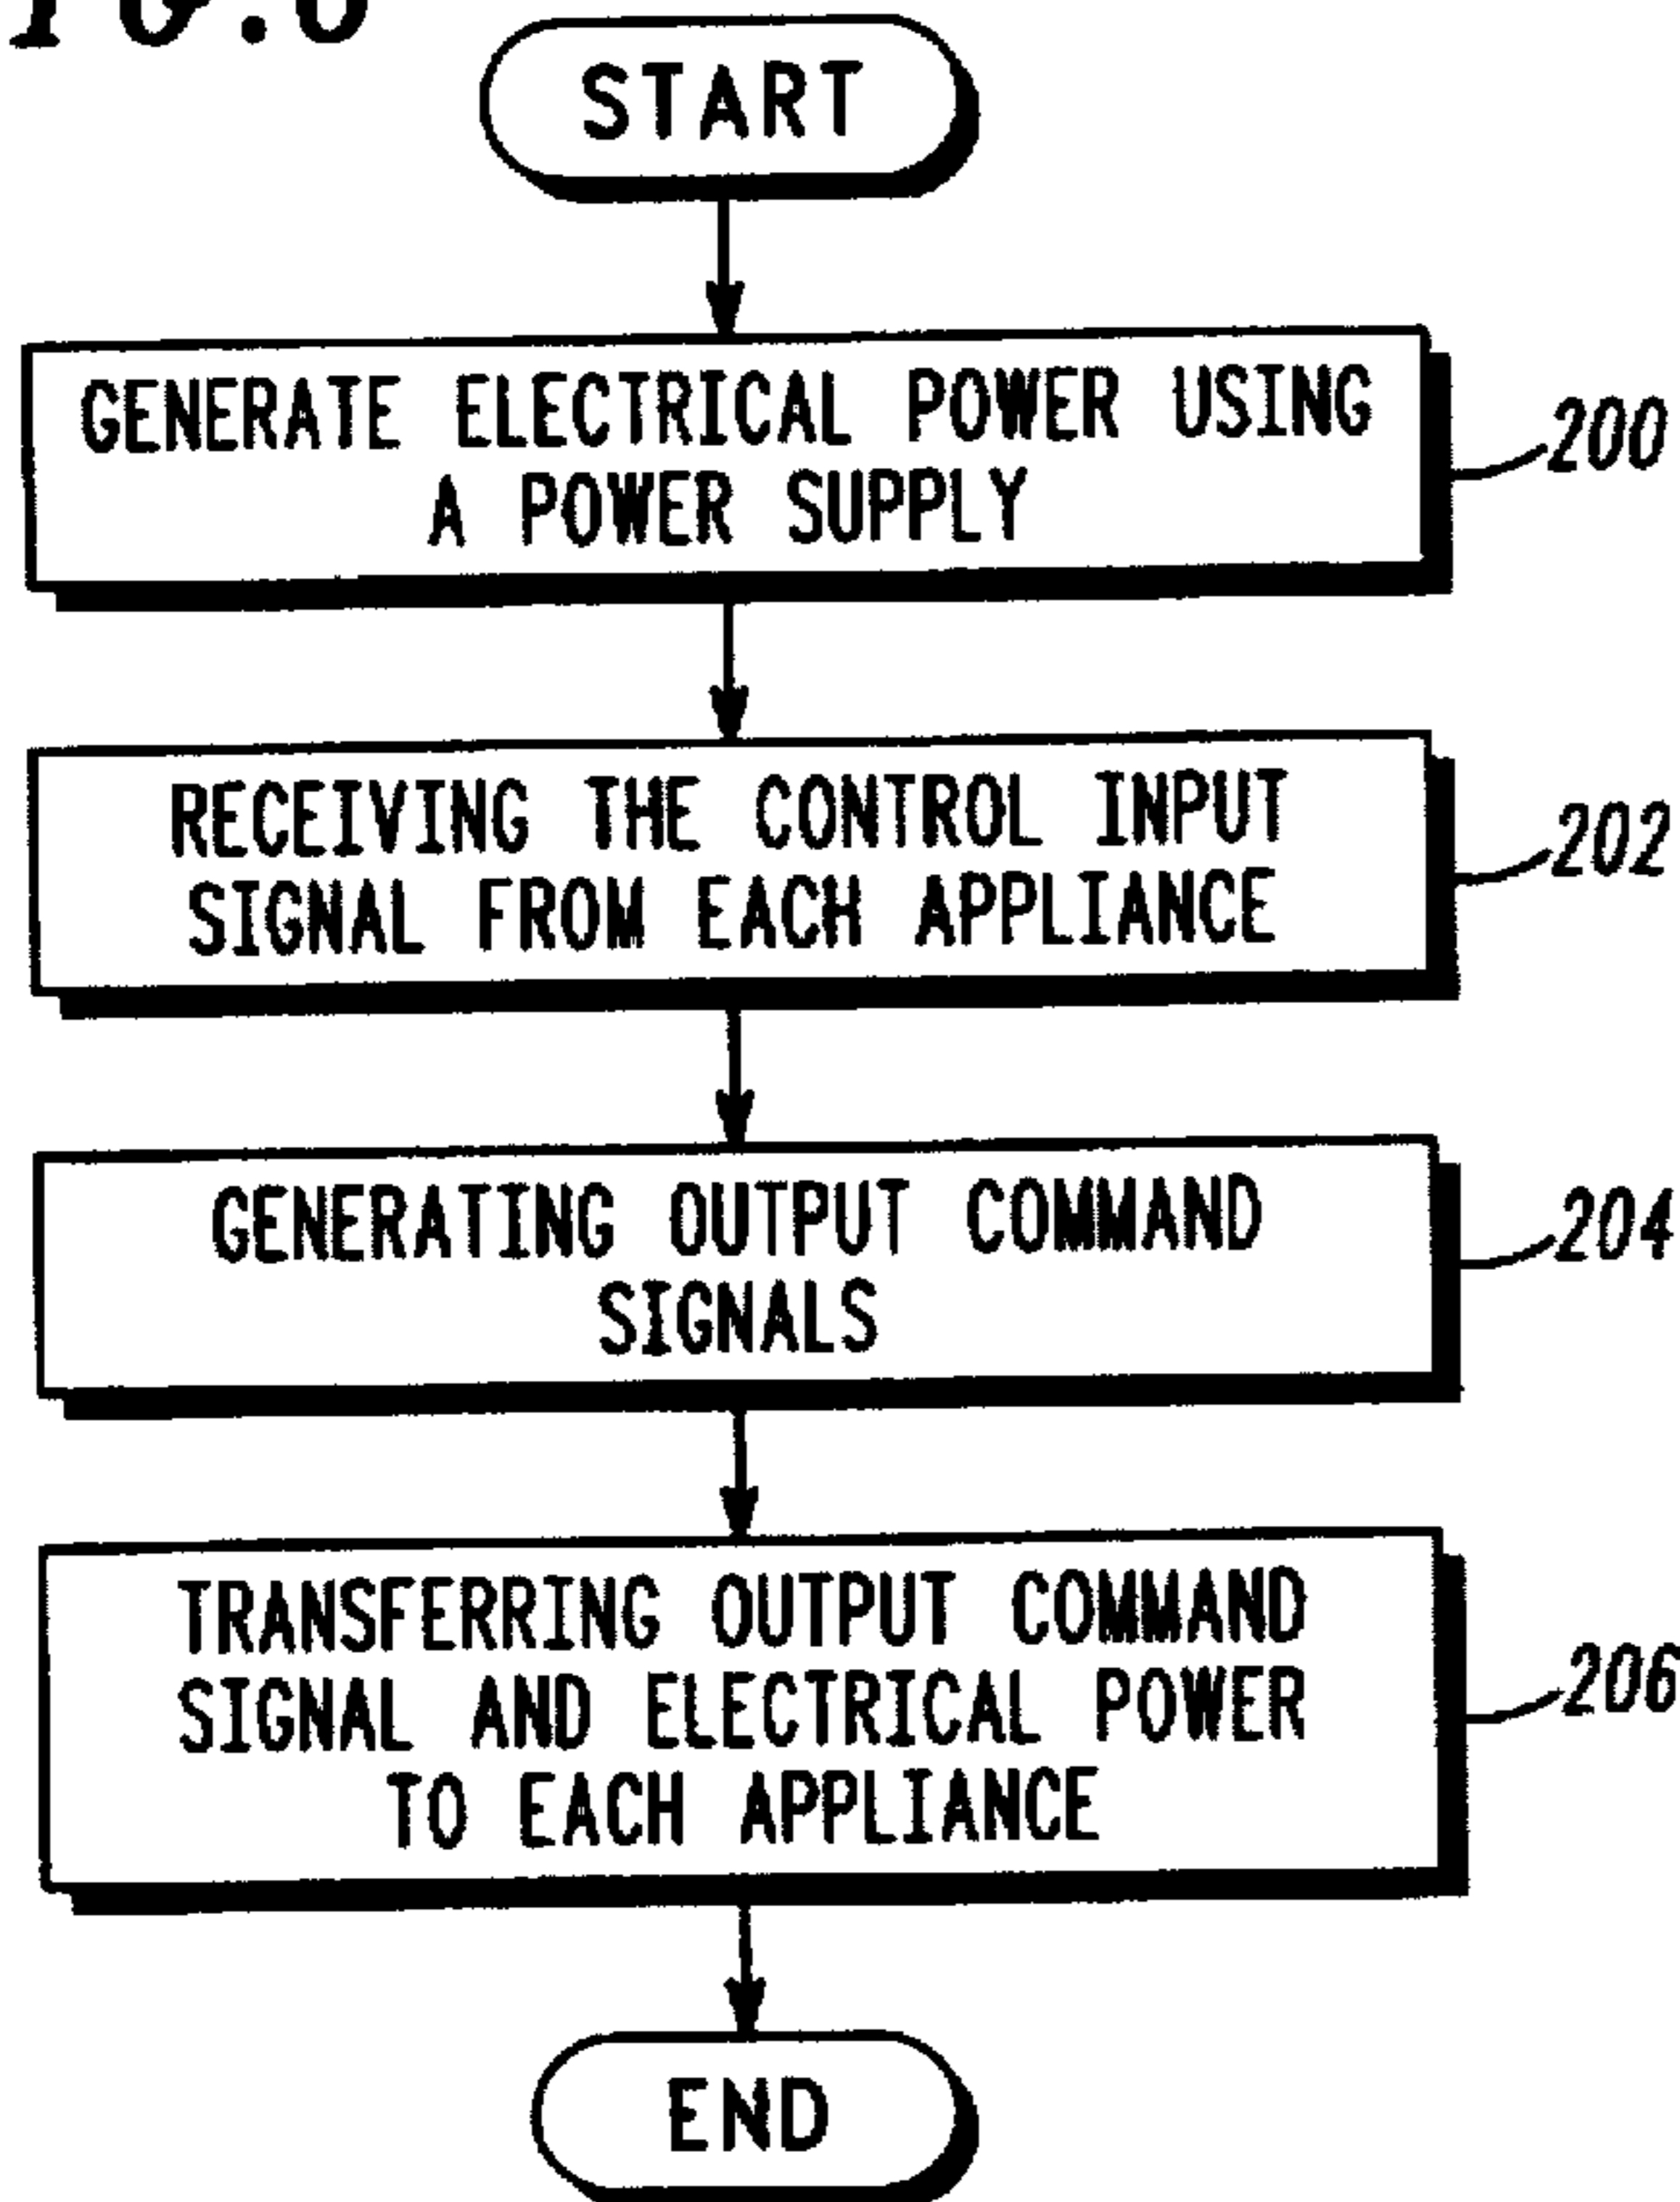 START
GENERATE ELECTRICAL POWER USING
A POWER SUPPLY
200
RECEIVING THE CONTROL INPUT
SIGNAL FROM EACH APPLIANCE
202
GENERATING OUTPUT COMMAND
SIGNALS
204
TRANSFERRING OUTPUT COMMAND
SIGNAL AND ELECTRICAL POWER
TO EACH APPLIANCE
206
END